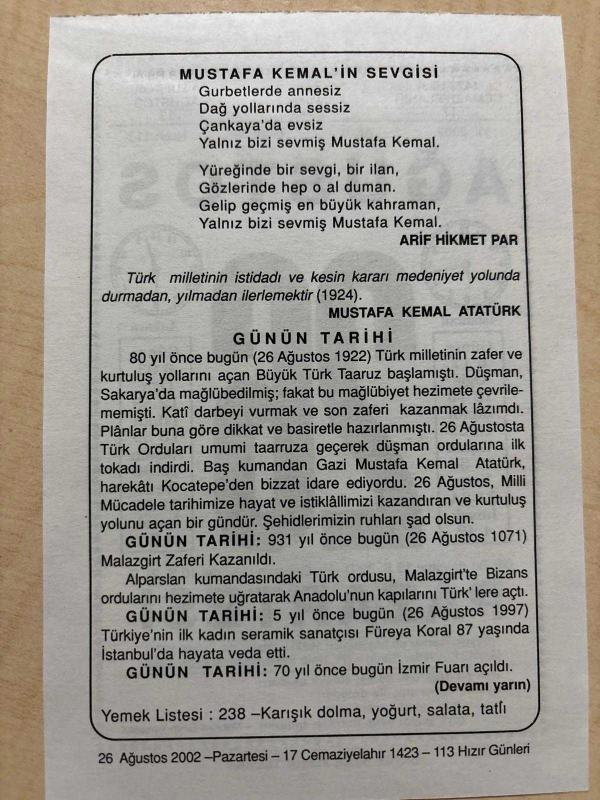 MUSTAFA KEMAL'İN SEVGİSİ
Gurbetlerde annesiz
Dağ yollarında sessiz
Çankaya'da evsiz
Yalnız bizi sevmiş Mustafa Kemal.
Yüreğinde bir sevgi, bir ilan,
Gözlerinde hep o al duman.
Gelip geçmiş en büyük kahraman,
Yalnız bizi sevmiş Mustafa Kemal.
ARİF HİKMET PAR
Türk milletinin istidadı ve kesin kararı medeniyet yolunda
durmadan, yılmadan ilerlemektir (1924).
MUSTAFA KEMAL ATATÜRK
GÜNÜN TARİHİ
80 yıl önce bugün (26 Ağustos 1922) Türk milletinin zafer ve
kurtuluş yollarını açan Büyük Türk Taaruz başlamıştı. Düşman,
Sakarya'da mağlûbedilmiş; fakat bu mağlûbiyet hezimete çevrile-
memişti. Katî darbeyi vurmak ve son zaferi kazanmak lâzımdı.
Plânlar buna göre dikkat ve basiretle hazırlanmıştı. 26 Ağustosta
Türk Orduları umumi taarruza geçerek düşman ordularına ilk
tokadı indirdi. Baş kumandan Gazi Mustafa Kemal Atatürk,
harekâtı Kocatepe'den bizzat idare ediyordu. 26 Ağustos, Milli
Mücadele tarihimize hayat ve istiklâllimizi kazandıran ve kurtuluş
yolunu açan bir gündür. Şehidlerimizin ruhları şad olsun.
GÜNÜN TARİHİ: 931 yıl önce bugün (26 Ağustos 1071)
Malazgirt Zaferi Kazanıldı.
Alparslan kumandasındaki Türk ordusu, Malazgirt'te Bizans
ordularını hezimete uğratarak Anadolu'nun kapılarını Türk' lere açtı.
GÜNÜN TARİHİ: 5 yıl önce bugün (26 Ağustos 1997)
Türkiye'nin ilk kadın seramik sanatçısı Füreya Koral 87 yaşında
İstanbul'da hayata veda etti.
GÜNÜN TARİHİ: 70 yıl önce bugün İzmir Fuarı açıldı.
(Devamı yarın)
Yemek Listesi : 238 –Karışık dolma, yoğurt, salata, tatlı
26 Ağustos 2002 –Pazartesi – 17 Cemaziyelahır 1423 – 113 Hızır Günleri